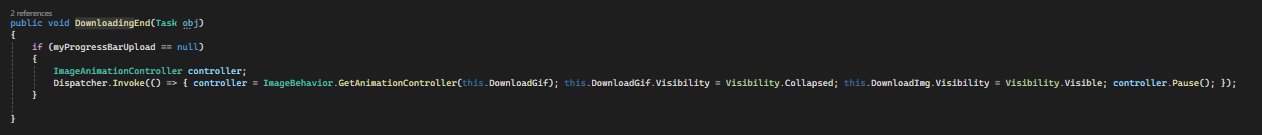 2 references
public void DownloadingEnd(Task obj)
{
if (myProgressBarUpload == null)
{
ImageAnimationController controller;
Dispatcher.Invoke(() => { controller = ImageBehavior.GetAnimationController(this.DownloadGif); this.DownloadGif.Visibility = Visibility.Collapsed; this.DownloadImg.Visibility = Visibility.Visible; controller.Pause(); });
}
}